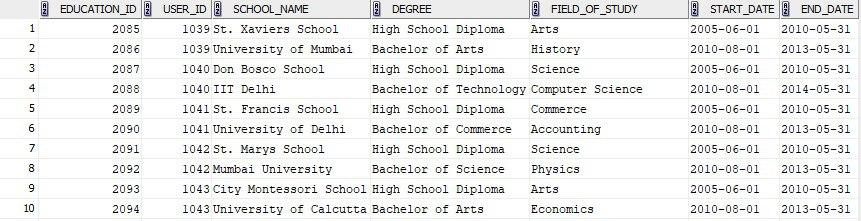 EDUCATION_ID USER_ID SCHOOL_NAME DEGREE FIELD_OF_STUDY START_DATE END_DATE
1 2085 1039 St. Xaviers School High School Diploma Arts 2005-06-01 2010-05-31
2 2086 1039 University of Mumbai Bachelor of Arts History 2010-08-01 2013-05-31
3 2087 1040 Don Bosco School High School Diploma Science 2005-06-01 2010-05-31
4 2088 1040 IIT Delhi Bachelor of Technology Computer Science 2010-08-01 2014-05-31
5 2089 1041 St. Francis School High School Diploma Commerce 2005-06-01 2010-05-31
6 2090 1041 University of Delhi Bachelor of Commerce Accounting 2010-08-01 2013-05-31
7 2091 1042 St. Marys School High School Diploma Science 2005-06-01 2010-05-31
8 2092 1042 Mumbai University Bachelor of Science Physics 2010-08-01 2013-05-31
9 2093 1043 City Montessori School High School Diploma Arts 2005-06-01 2010-05-31
10 2094 1043 University of Calcutta Bachelor of Arts Economics 2010-08-01 2013-05-31